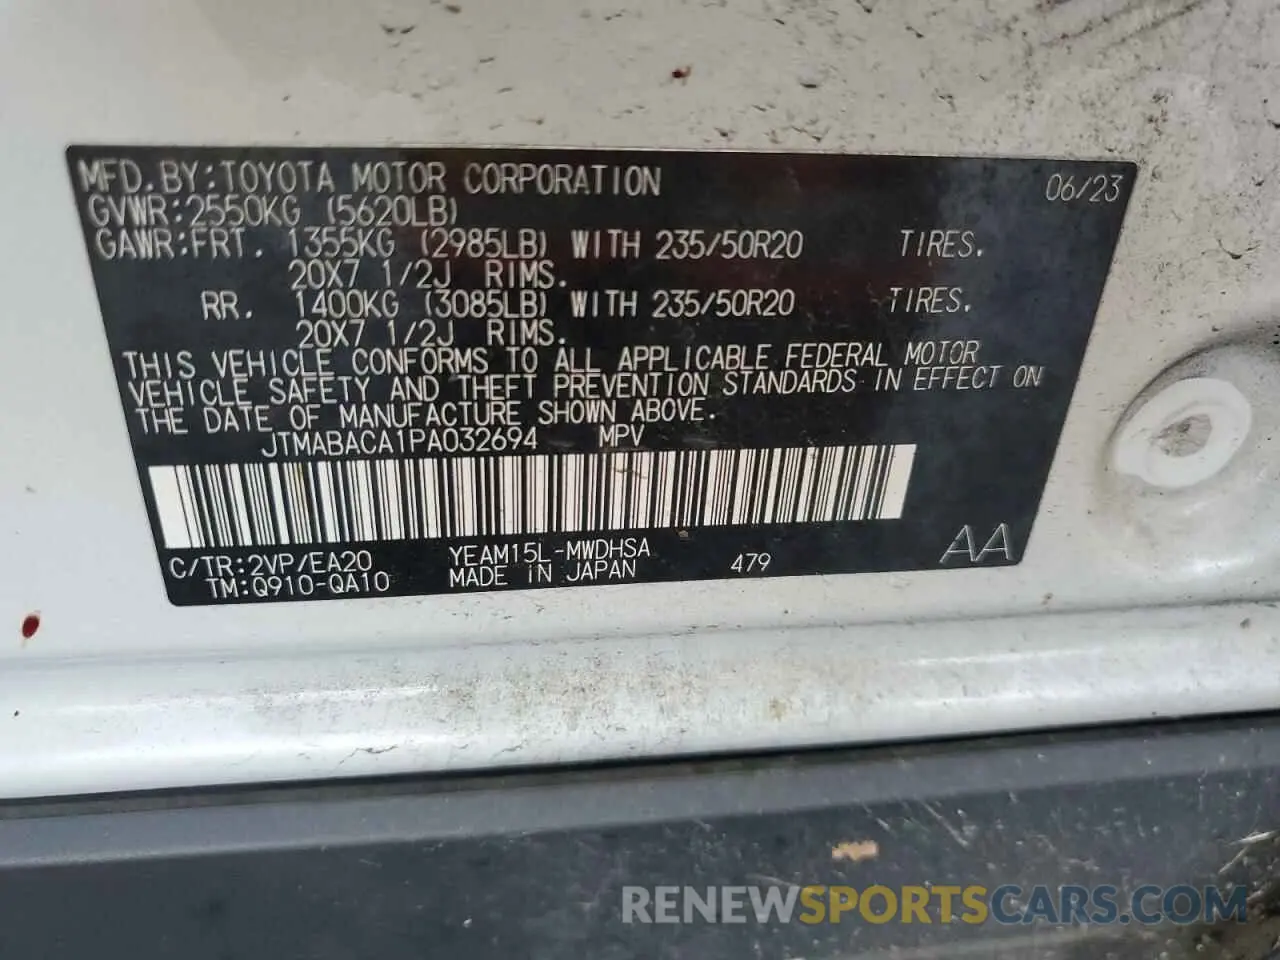 MFD.BY:TOYOTA MOTOR CORPORATION 06/23
GVWR:2550KG (5620LB)
GAWR:FRT. 1355KG (2985LB) WITH 235/50R20 TIRES.
20X7 1/2J RIMS.
RR. 1400KG (3085LB) WITH 235/50R20 TIRES.
20X7 1/2J RIMS.
THIS VEHICLE CONFORMS TO ALL APPLICABLE FEDERAL MOTOR
VEHICLE SAFETY AND THEFT PREVENTION STANDARDS IN EFFECT ON
THE DATE OF MANUFACTURE SHOWN ABOVE.
JTMABACA1PA032694 MPV
C/TR:2VP/EA20 YEAM15L-MWDHSA AA
TM:Q910-QA10 MADE IN JAPAN 479
RENEWSPORTSCARS.COM